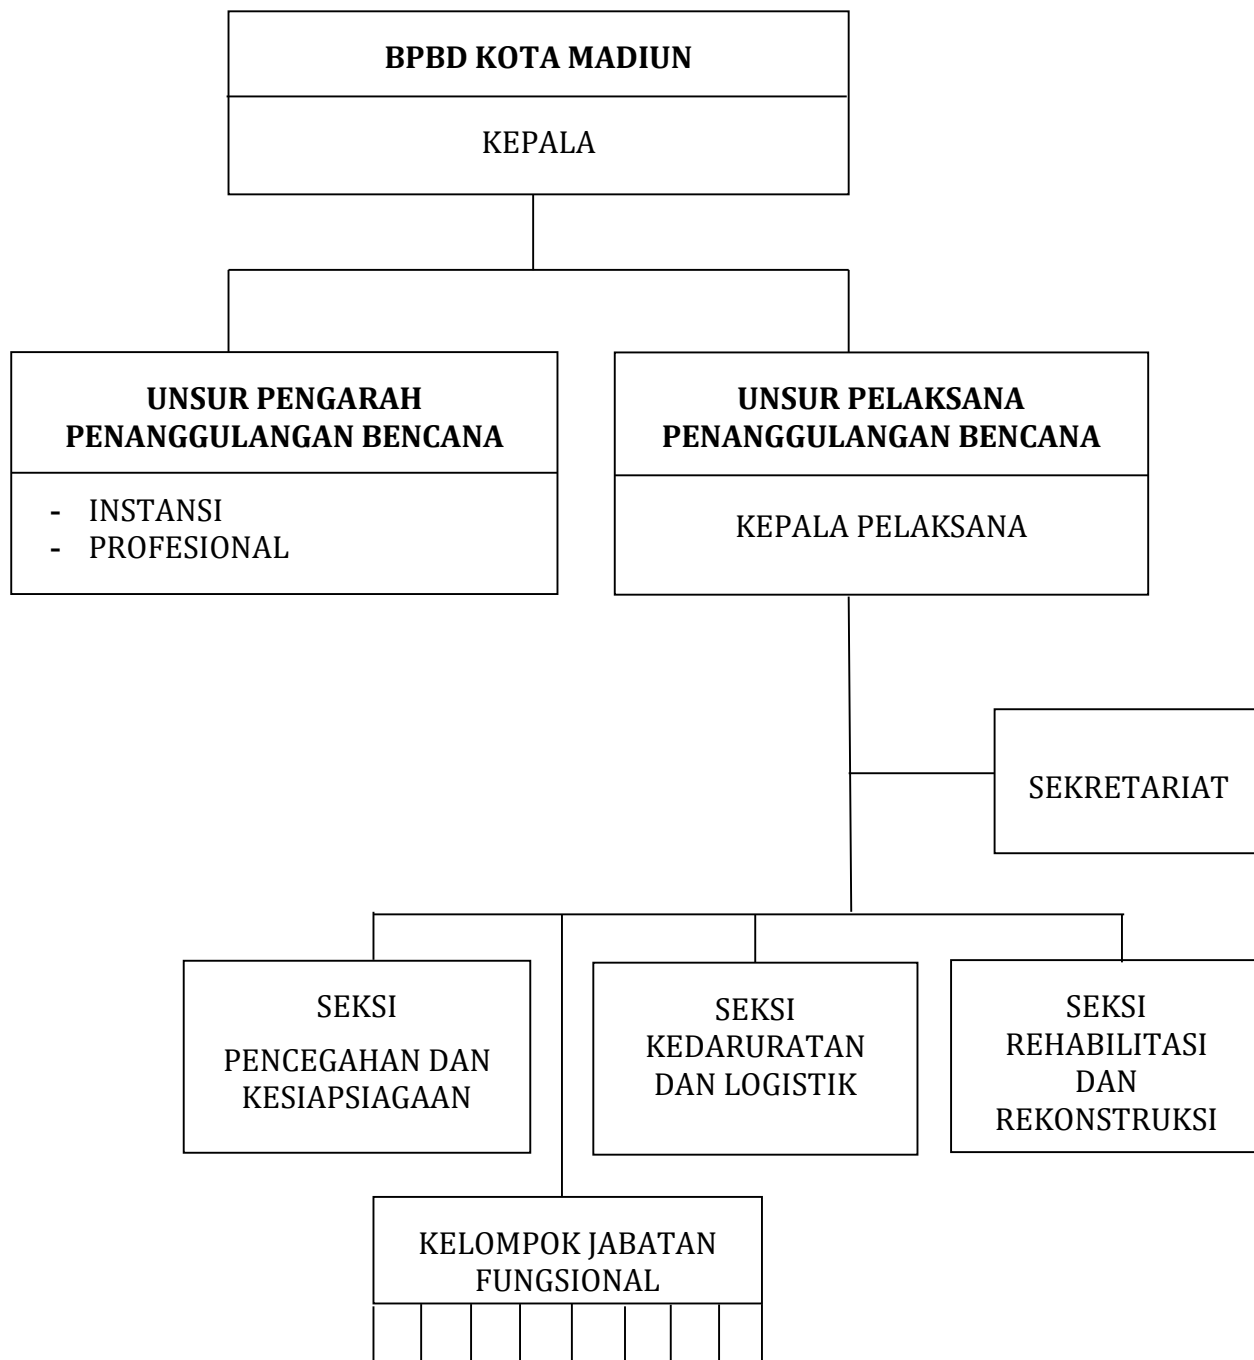 BPBD KOTA MADIUN
KEPALA
UNSUR PENGARAH
PENANGGULANGAN BENCANA
- INSTANSI
- PROFESIONAL
UNSUR PELAKSANA
PENANGGULANGAN BENCANA
KEPALA PELAKSANA
SEKRETARIAT
SEKSI
PENCEGAHAN DAN
KESIAPSIAGAAN
SEKSI
KEDARURATAN
DAN LOGISTIK
SEKSI
REHABILITASI
DAN
REKONSTRUKSI
KELOMPOK JABATAN
FUNGSIONAL